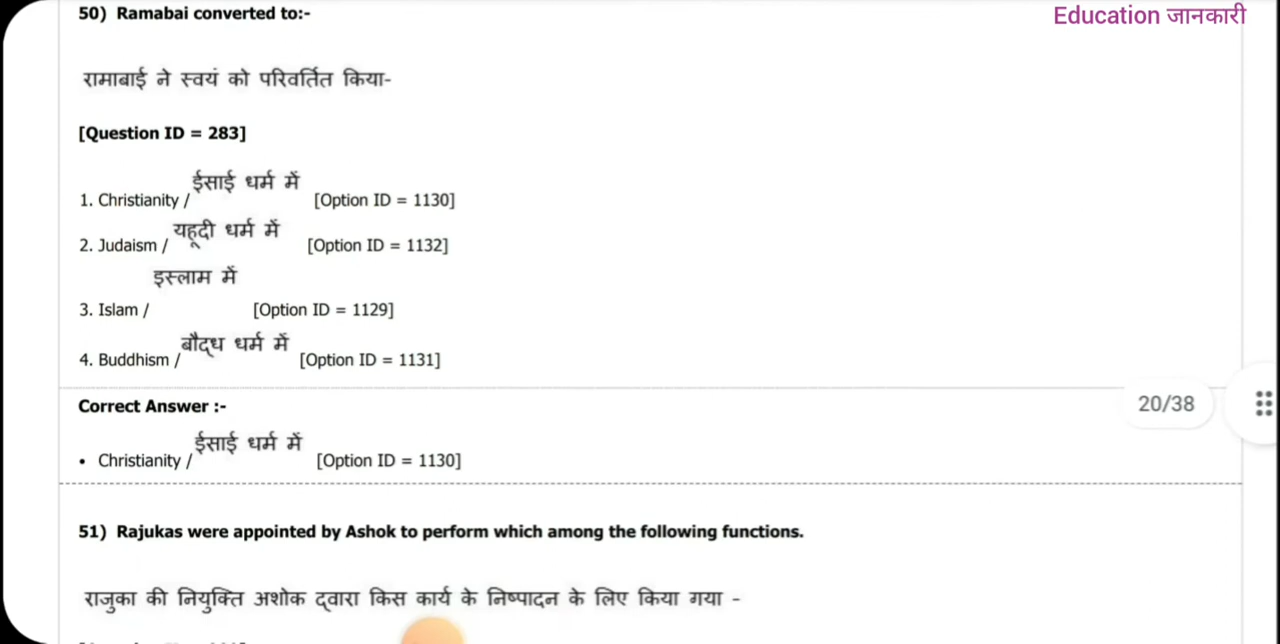 50) Ramabai converted to:-
Education जानकारी
रामाबाई ने स्वयं को परिवर्तित किया-
[Question ID = 283]
1. Christianity / ईसाई धर्म में [Option ID = 1130]
2. Judaism / यहूदी धर्म में [Option ID = 1132]
3. Islam / इस्लाम में [Option ID = 1129]
4. Buddhism / बौद्ध धर्म में [Option ID = 1131]
Correct Answer :-
20/38
• Christianity / ईसाई धर्म में [Option ID = 1130]
51) Rajukas were appointed by Ashok to perform which among the following functions.
राजुका की नियुक्ति अशोक द्वारा किस कार्य के निष्पादन के लिए किया गया -